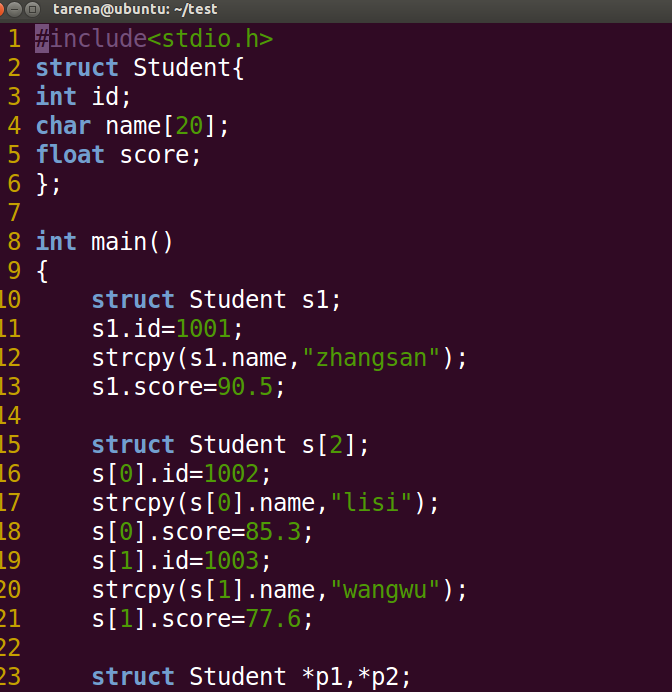 tarena@ubuntu: ~/test
1 #include<stdio.h>
2 struct Student{
3 int id;
4 char name[20];
5 float score;
6 };
7
8 int main()
9 {
10     struct Student s1;
11     s1.id=1001;
12     strcpy(s1.name,"zhangsan");
13     s1.score=90.5;
14
15     struct Student s[2];
16     s[0].id=1002;
17     strcpy(s[0].name,"lisi");
18     s[0].score=85.3;
19     s[1].id=1003;
20     strcpy(s[1].name,"wangwu");
21     s[1].score=77.6;
22
23     struct Student *p1,*p2;